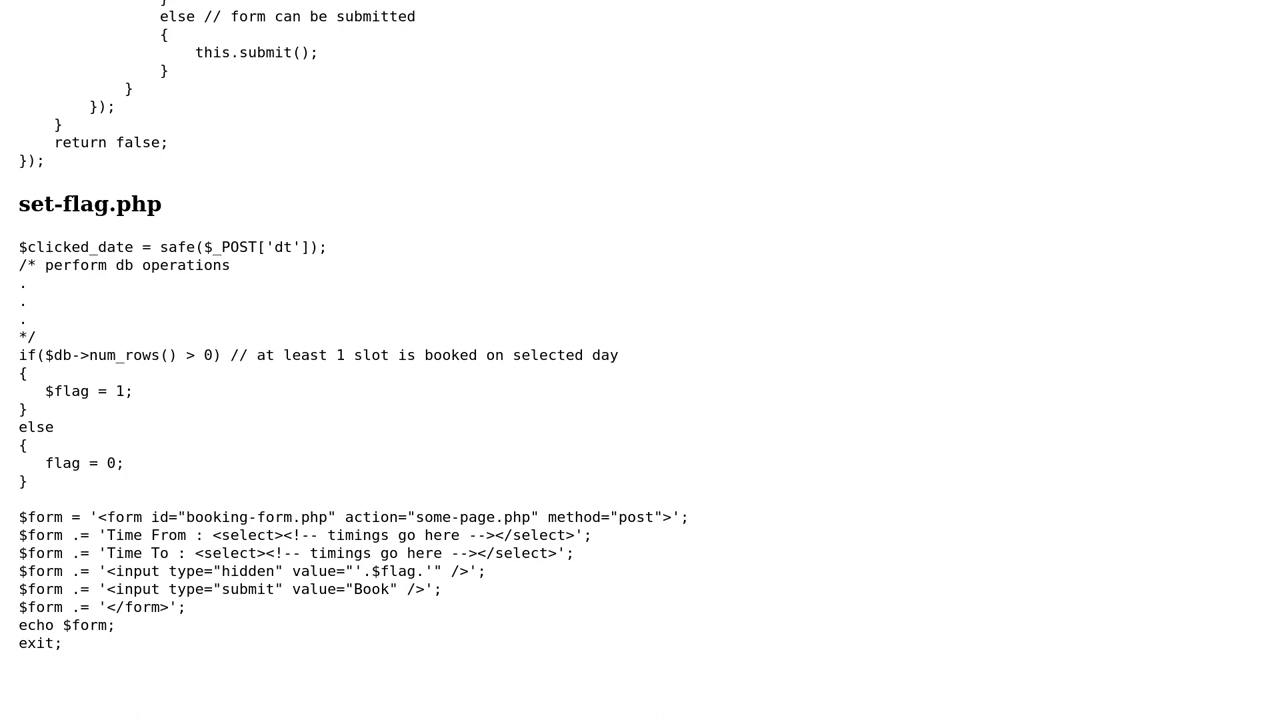 }
else // form can be submitted
{
this.submit();
}
}
});
}
return false;
});
set-flag.php
$clicked_date = safe($_POST['dt']);
/* perform db operations
.
.
.
*/
if($db->num_rows() > 0) // at least 1 slot is booked on selected day
{
$flag = 1;
}
else
{
flag = 0;
}
$form = '<form id="booking-form.php" action="some-page.php" method="post">';
$form .= 'Time From : <select><!-- timings go here --></select>';
$form .= 'Time To : <select><!-- timings go here --></select>';
$form .= '<input type="hidden" value="'.$flag.'" />';
$form .= '<input type="submit" value="Book" />';
$form .= '</form>';
echo $form;
exit;